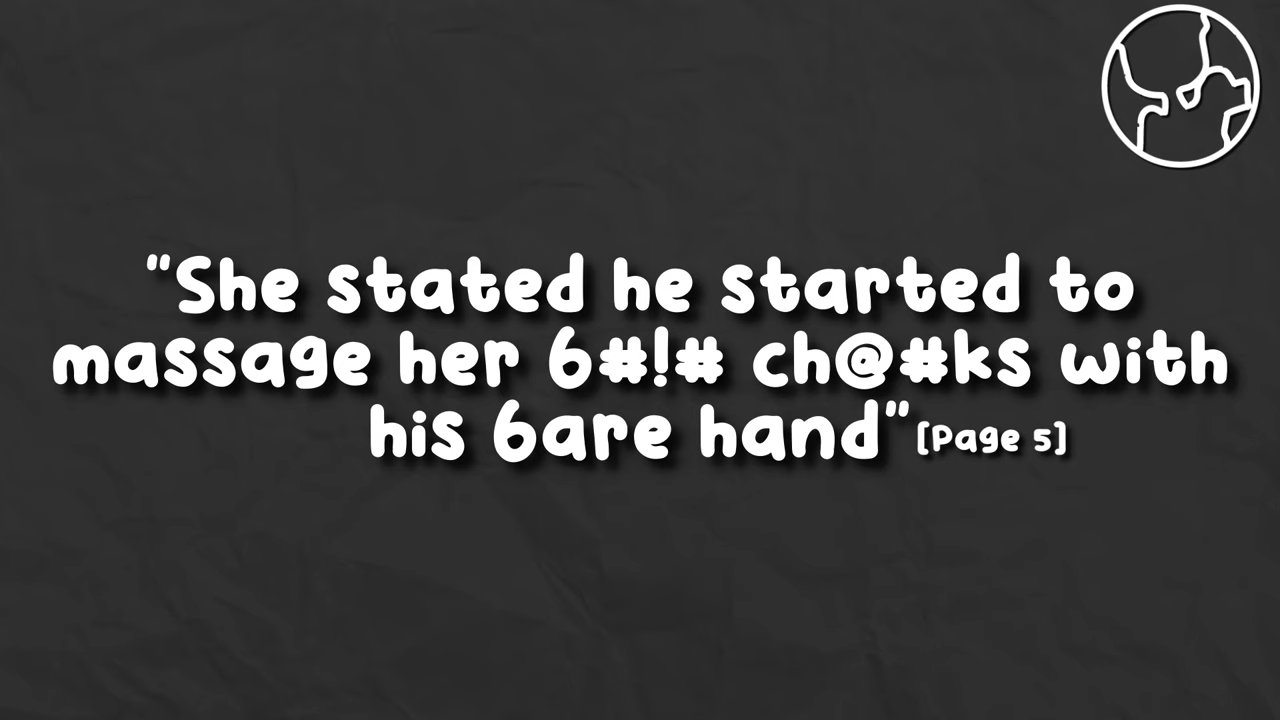 "She stated he started to
massage her 6#!# ch@#ks with
his 6are hand"[Page 5]